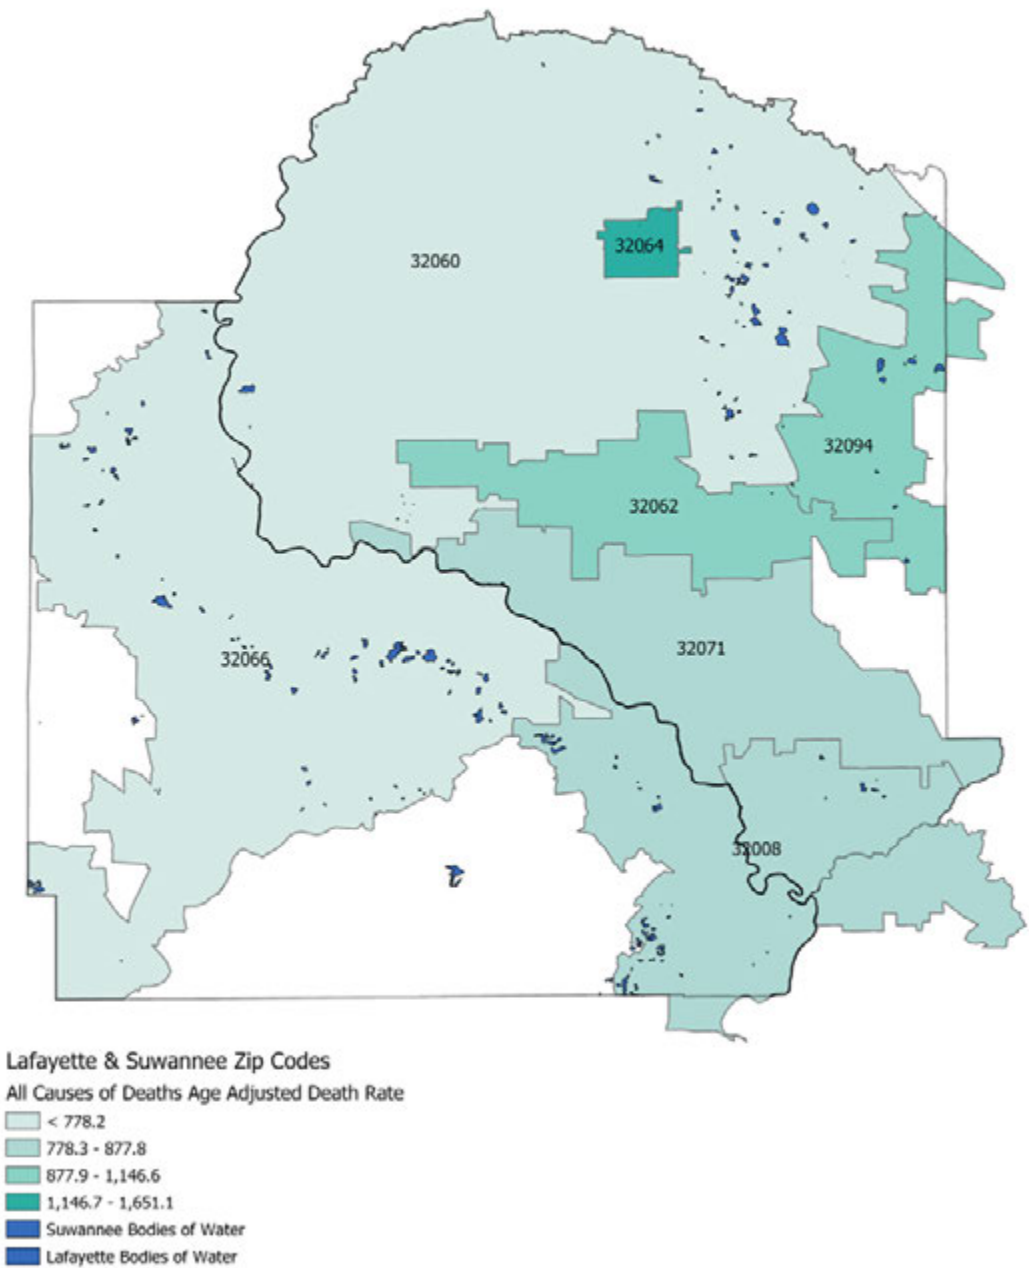 32064
32060
32094
32062
32071
32066
32008
Lafayette & Suwannee Zip Codes
All Causes of Deaths Age Adjusted Death Rate
< 778.2
778.3 - 877.8
877.9 - 1,146.6
1,146.7 - 1,651.1
Suwannee Bodies of Water
Lafayette Bodies of Water